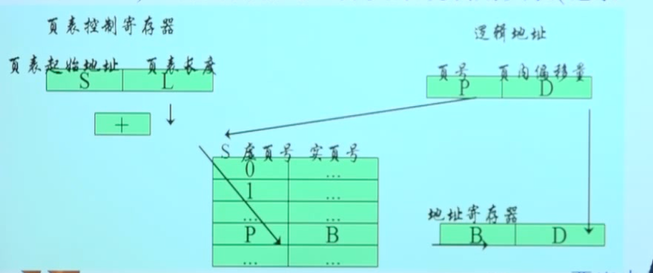 页表控制寄存器
逻辑地址
页表起始地址 页表长度
S L
页号 页内偏移量
P D
+
S 虚页号 实页号
0 ...
1 ...
... ...
P B
... ...
地址寄存器
B D